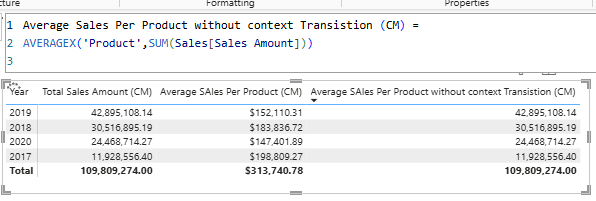 cture Formatting Properties
1 Average Sales Per Product without context Transistion (CM) =
2 AVERAGEX('Product',SUM(Sales[Sales Amount]))
3
Year Total Sales Amount (CM) Average SAles Per Product (CM) Average SAles Per Product without context Transistion (CM)
2019 42,895,108.14 $152,110.31 42,895,108.14
2018 30,516,895.19 $183,836.72 30,516,895.19
2020 24,468,714.27 $147,401.89 24,468,714.27
2017 11,928,556.40 $198,809.27 11,928,556.40
Total 109,809,274.00 $313,740.78 109,809,274.00